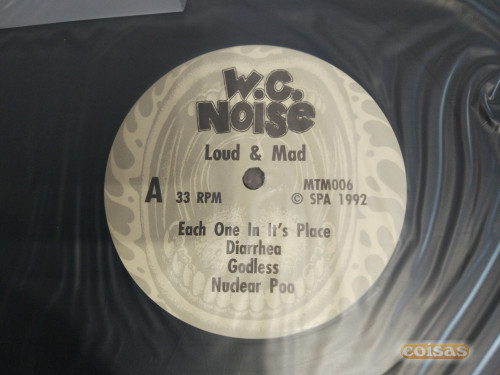 W.C.
NOISE
Loud & Mad
A 33 RPM
MTM006
© SPA 1992
Each One In It's Place
Diarrhea
Godless
Nuclear Poo
coisas